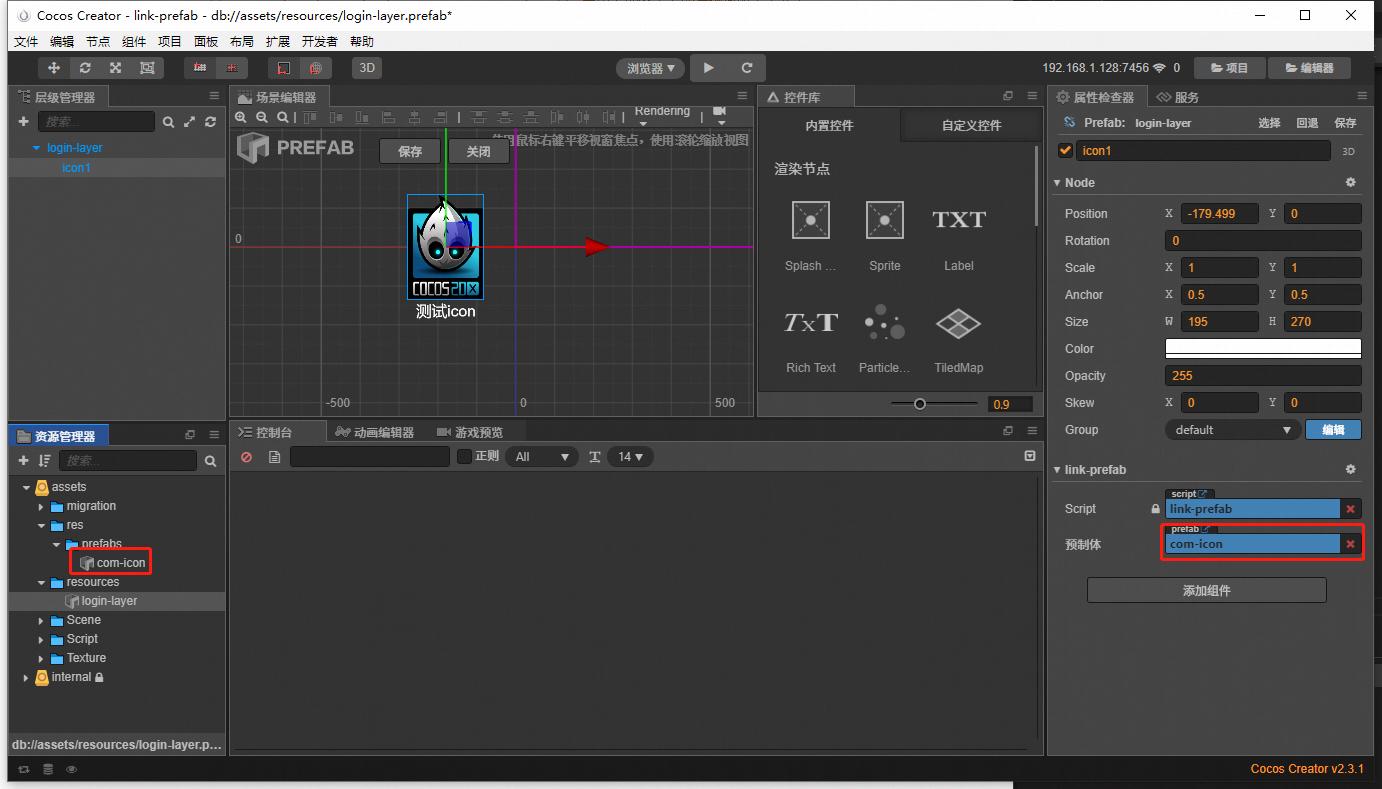 Cocos Creator - link-prefab - db://assets/resources/login-layer.prefab*
文件 编辑 节点 组件 项目 面板 布局 扩展 开发者 帮助
3D
浏览器
192.168.1.128:7456 0
项目
编辑器
层级管理器
搜索...
login-layer
icon1
场景编辑器
Rendering
使用鼠标右键平移视窗焦点，使用滚轮缩放视图
PREFAB
保存
关闭
0
COCOS2DX
测试icon
-500
0
500
控件库
内置控件
自定义控件
渲染节点
Splash ...
Sprite
TXT
Label
TxT
Rich Text
Particle...
TiledMap
0.9
属性检查器
服务
Prefab: login-layer 选择 回退 保存
icon1 3D
Node
Position X -179.499 Y 0
Rotation 0
Scale X 1 Y 1
Anchor X 0.5 Y 0.5
Size W 195 H 270
Color
Opacity 255
Skew X 0 Y 0
Group default 编辑
link-prefab
script
Script link-prefab
prefab
预制体 com-icon
添加组件
资源管理器
搜索...
assets
migration
res
prefabs
com-icon
resources
login-layer
Scene
Script
Texture
internal
db://assets/resources/login-layer.p...
控制台
动画编辑器
游戏预览
正则
All
14
Cocos Creator v2.3.1